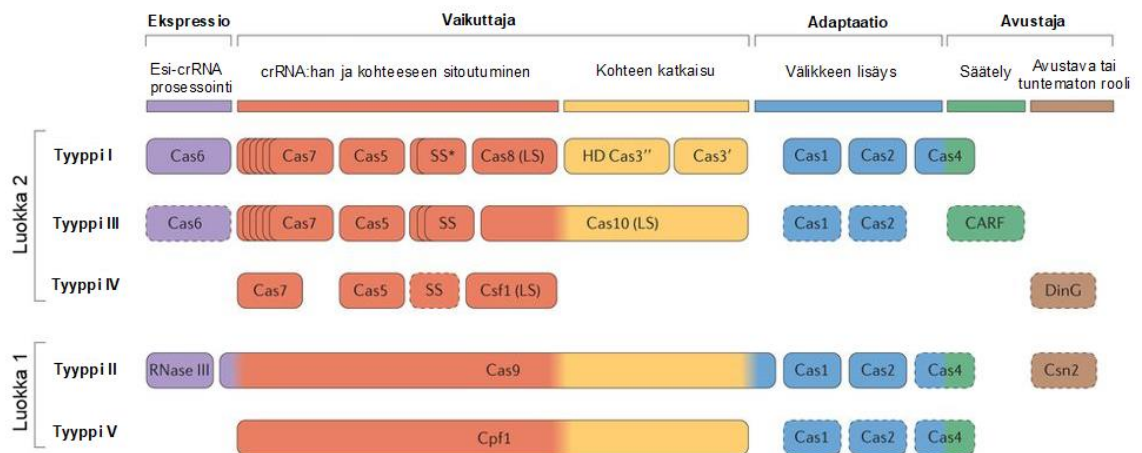 Ekspressio Vaikuttaja Adaptaatio Avustaja
Esi-crRNA prosessointi crRNA:han ja kohteeseen sitoutuminen Kohteen katkaisu Välikkeen lisäys Säätely Avustava tai tuntematon rooli
Luokka 2
Tyyppi I Cas6 Cas7 Cas5 SS* Cas8 (LS) HD Cas3′′ Cas3′ Cas1 Cas2 Cas4
Tyyppi III Cas6 Cas7 Cas5 SS Cas10 (LS) Cas1 Cas2 CARF
Tyyppi IV Cas7 Cas5 SS Csf1 (LS) DinG
Luokka 1
Tyyppi II RNase III Cas9 Cas1 Cas2 Cas4 Csn2
Tyyppi V Cpf1 Cas1 Cas2 Cas4